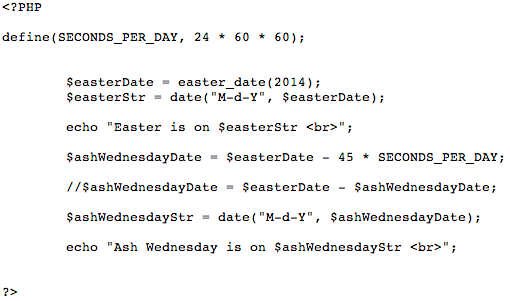 <?PHP
define(SECONDS_PER_DAY, 24 * 60 * 60);
$easterDate = easter_date(2014);
$easterStr = date("M-d-Y", $easterDate);
echo "Easter is on $easterStr <br>";
$ashWednesdayDate = $easterDate - 45 * SECONDS_PER_DAY;
//$ashWednesdayDate = $easterDate - $ashWednesdayDate;
$ashWednesdayStr = date("M-d-Y", $ashWednesdayDate);
echo "Ash Wednesday is on $ashWednesdayStr <br>";
?>